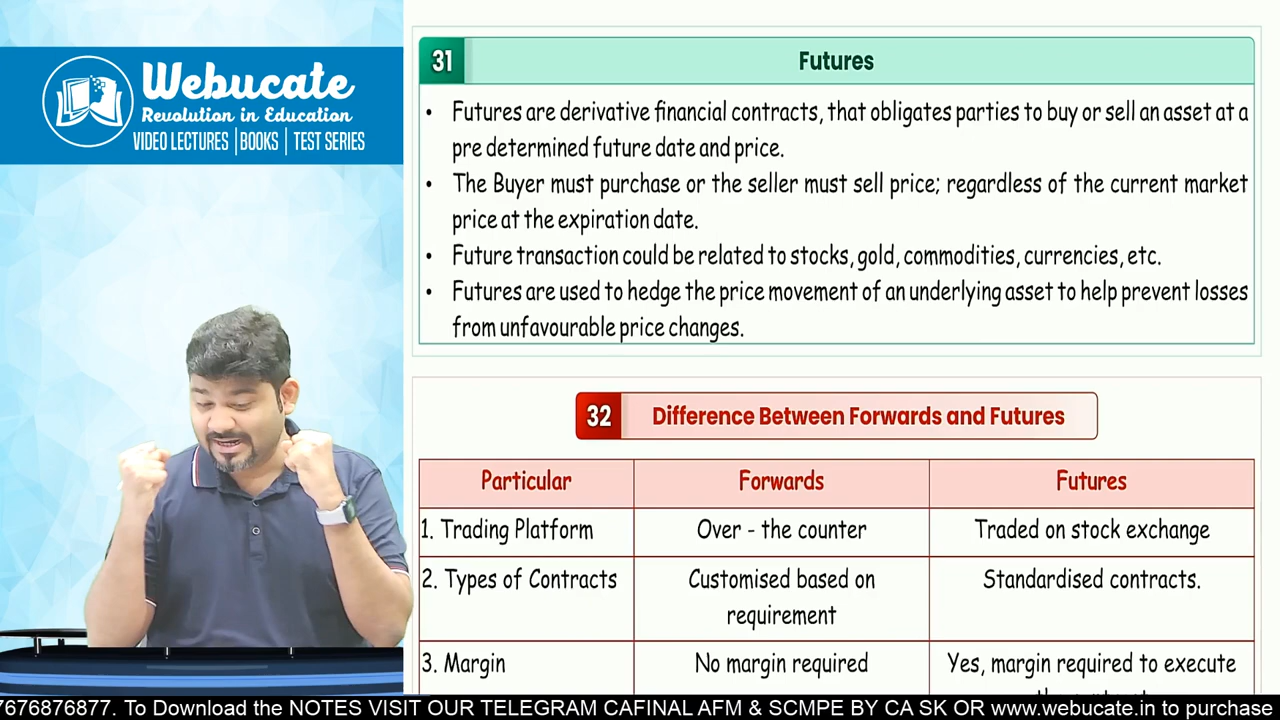 Webucate
Revolution in Education
VIDEO LECTURES | BOOKS | TEST SERIES
31 Futures
• Futures are derivative financial contracts, that obligates parties to buy or sell an asset at a
pre determined future date and price.
• The Buyer must purchase or the seller must sell price; regardless of the current market
price at the expiration date.
• Future transaction could be related to stocks, gold, commodities, currencies, etc.
• Futures are used to hedge the price movement of an underlying asset to help prevent losses
from unfavourable price changes.
32 Difference Between Forwards and Futures
Particular Forwards Futures
1. Trading Platform Over - the counter Traded on stock exchange
2. Types of Contracts Customised based on Standardised contracts.
requirement
3. Margin No margin required Yes, margin required to execute
7676876877. To Download the NOTES VISIT OUR TELEGRAM CAFINAL AFM & SCMPE BY CA SK OR www.webucate.in to purchase